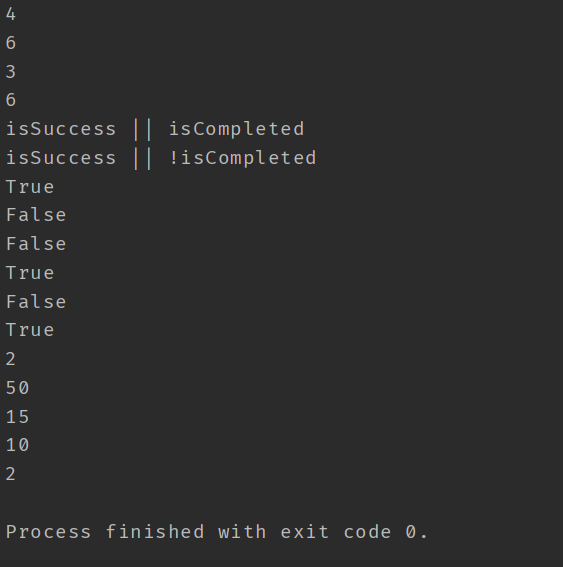 4
6
3
6
isSuccess || isCompleted
isSuccess || !isCompleted
True
False
False
True
False
True
2
50
15
10
2
Process finished with exit code 0.